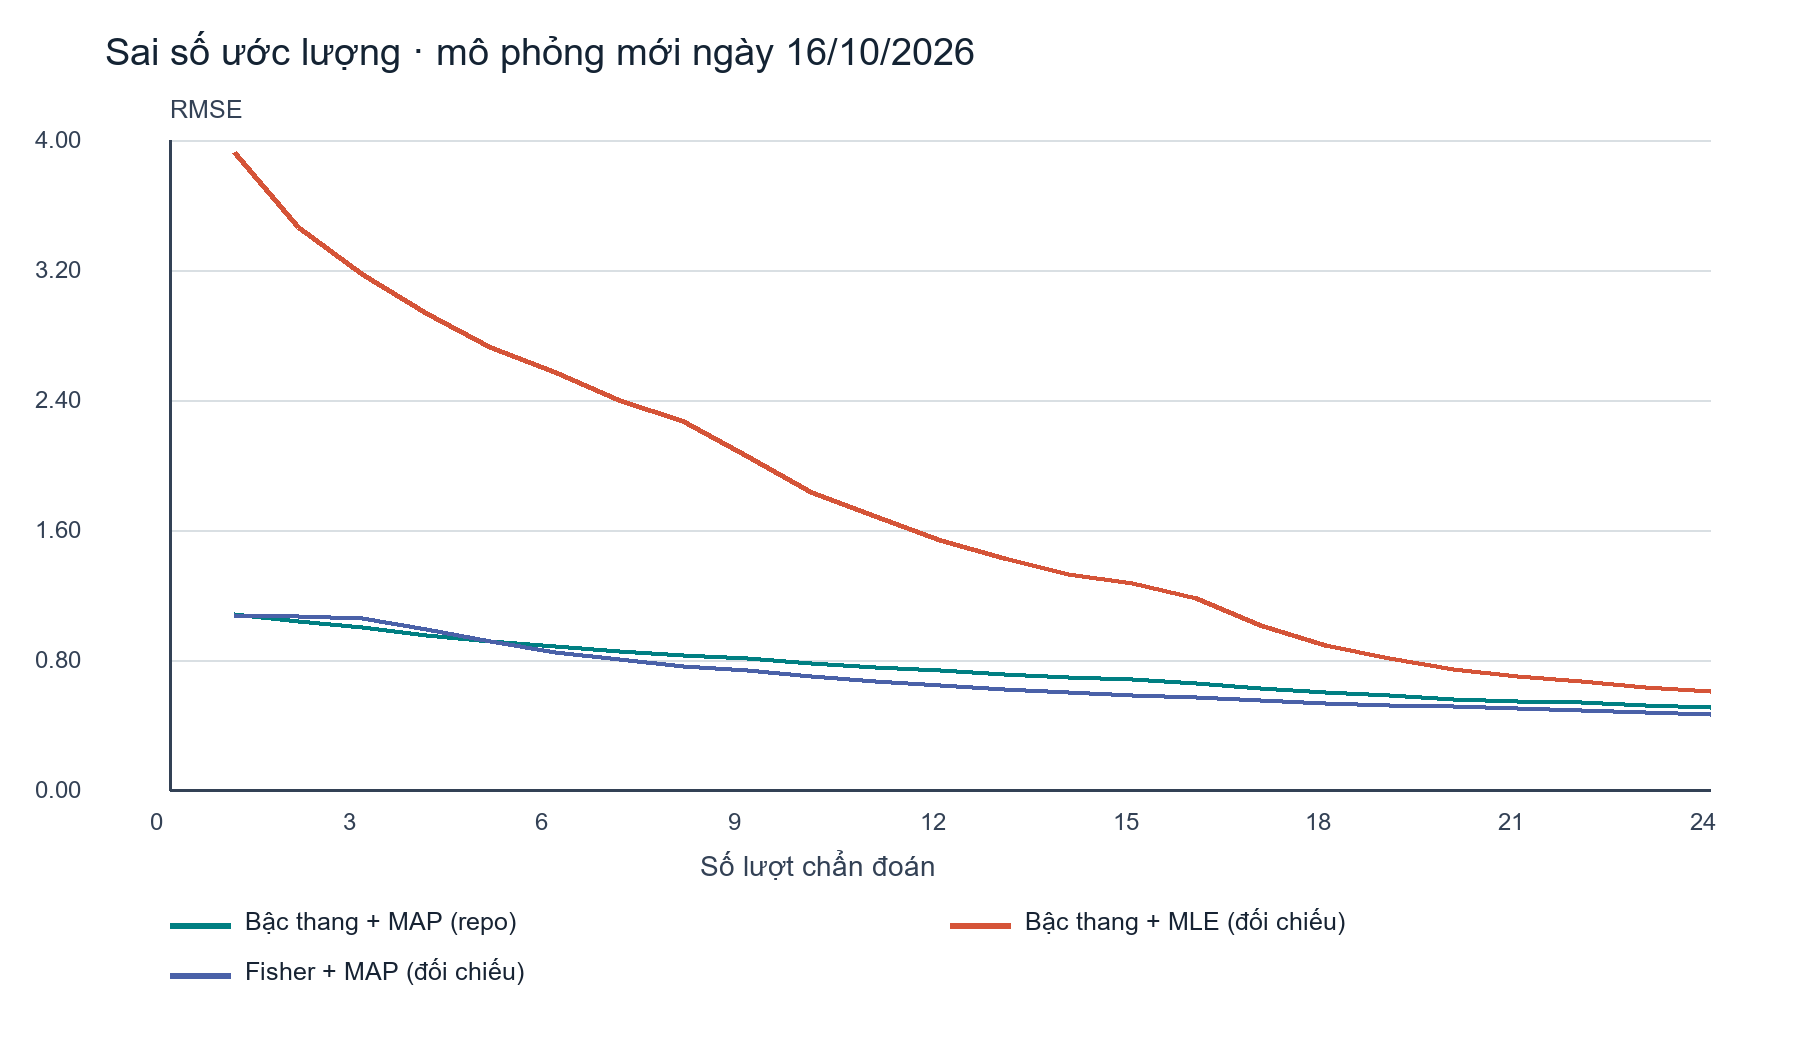 Sai số ước lượng · mô phỏng mới ngày 16/10/2026
RMSE
4.00
3.20
2.40
1.60
0.80
0.00
0 3 6 9 12 15 18 21 24
Số lượt chẩn đoán
Bậc thang + MAP (repo)
Bậc thang + MLE (đối chiếu)
Fisher + MAP (đối chiếu)